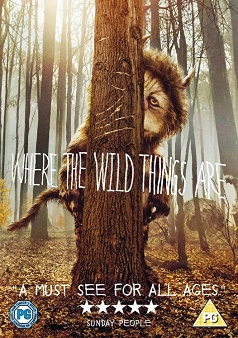 WHERE THE WILD THINGS ARE
"A MUST SEE FOR ALL AGES"
★★★★★
SUNDAY PEOPLE
PG
PG